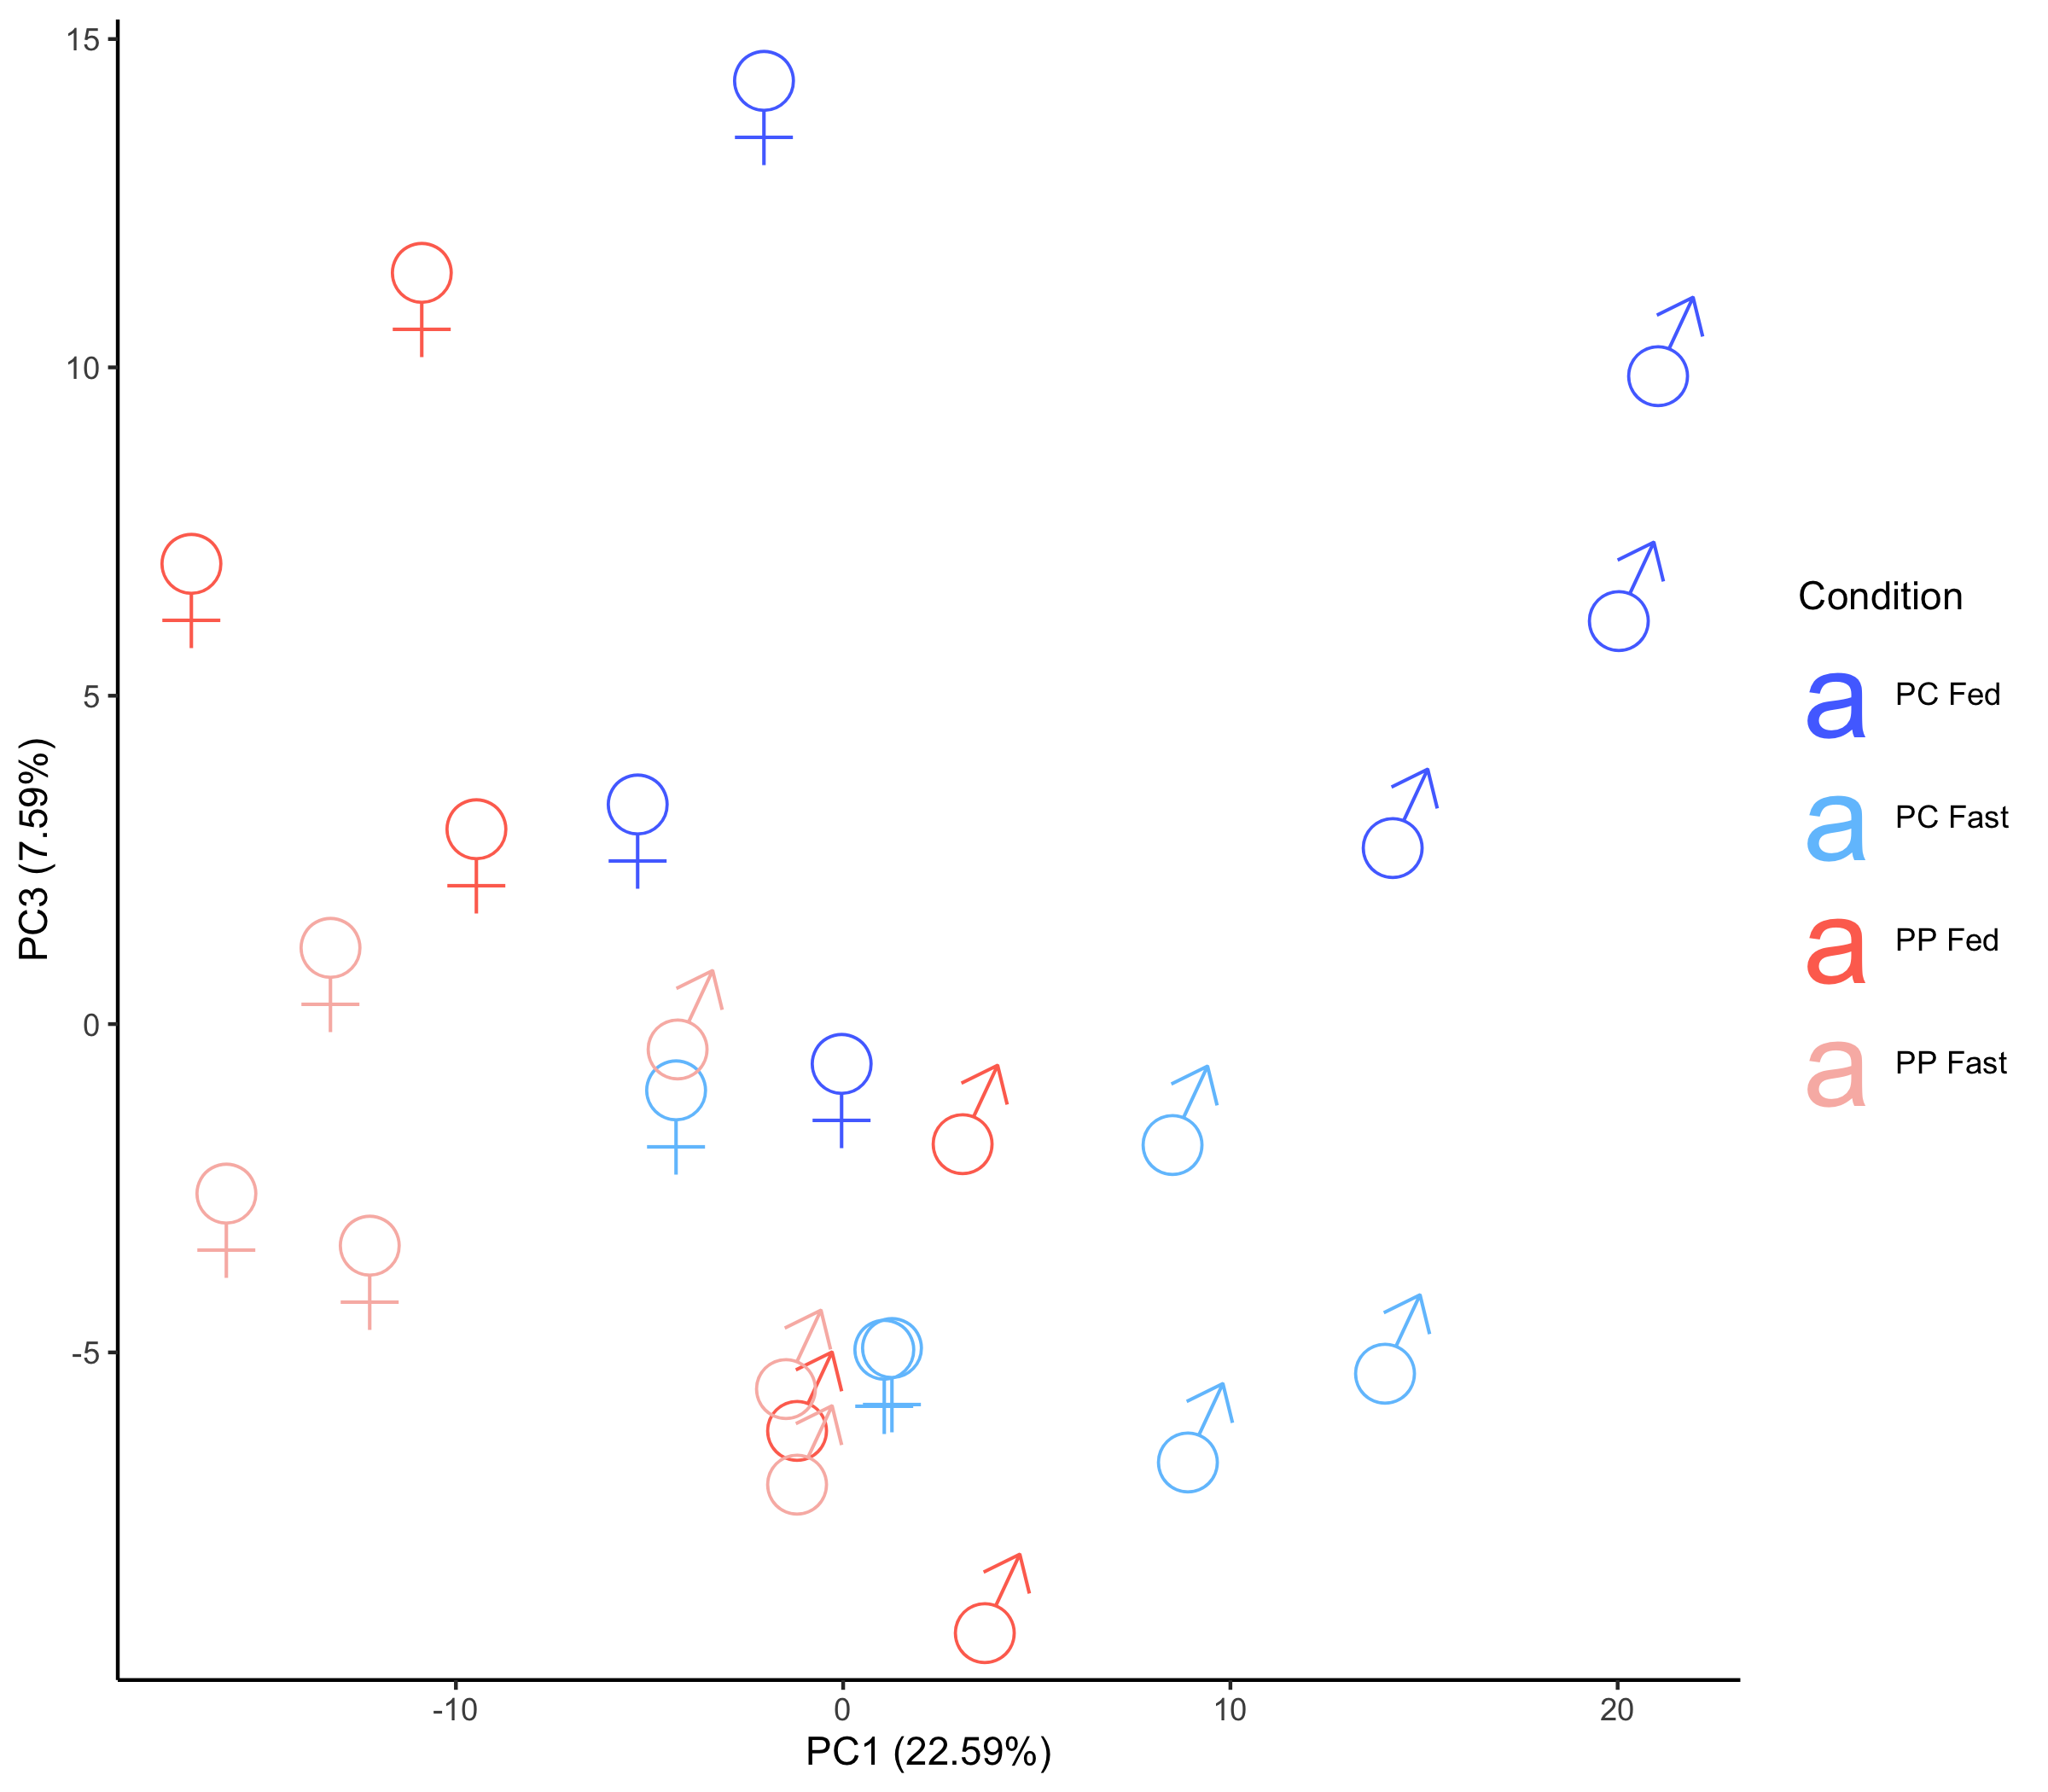 15
10
5
0
-5
PC3 (7.59%)
-10
0
10
20
PC1 (22.59%)
Condition
a PC Fed
a PC Fast
a PP Fed
a PP Fast